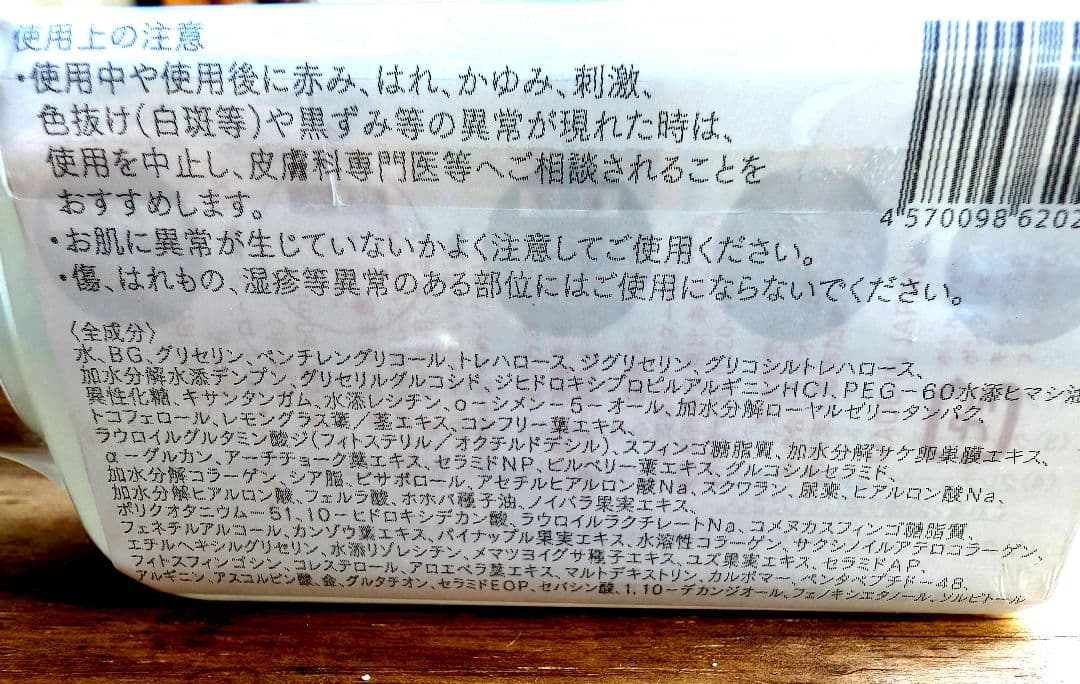 使用上の注意
・使用中や使用後に赤み、はれ、かゆみ、刺激、
色抜け(白斑等)や黒ずみ等の異常が現れた時は、
使用を中止し、皮膚科専門医等へご相談されることを
おすすめします。
・お肌に異常が生じていないかよく注意してご使用ください。
・傷、はれもの、湿疹等異常のある部位にはご使用にならないでください。
4 570098 6202
〈全成分〉
水、BG、グリセリン、ペンチレングリコール、トレハロース、ジグリセリン、グリコシルトレハロース、
加水分解水添デンプン、グリセリルグルコシド、ジヒドロキシプロピルアルギニンHCl、PEG-60水添ヒマシ油
異性化糖、キサンタンガム、水添レシチン、o-シメン-5-オール、加水分解ローヤルゼリータンパク、
トコフェロール、レモングラス葉/茎エキス、コンフリー葉エキス、
ラウロイルグルタミン酸ジ(フィトステリル/オクチルドデシル)、スフィンゴ糖脂質、加水分解サケ卵巣膜エキス、
α-グルカン、アーチチョーク葉エキス、セラミドNP、ビルベリー葉エキス、グルコシルセラミド、
加水分解コラーゲン、シア脂、ビサボロール、アセチルヒアルロン酸Na、スクワラン、尿素、ヒアルロン酸Na、
加水分解ヒアルロン酸、フェルラ酸、ホホバ種子油、ノイバラ果実エキス、
ポリクオタニウム-51、10-ヒドロキシデカン酸、ラウロイルラクチレートNa、コメヌカスフィンゴ糖脂質、
フェネチルアルコール、カンゾウ葉エキス、パイナップル果実エキス、水溶性コラーゲン、サクシノイルアテロコラーゲン、
エチルヘキシルグリセリン、水添リゾレシチン、メマツヨイグサ種子エキス、ユズ果実エキス、セラミドAP、
フィトスフィンゴシン、コレステロール、アロエベラ葉エキス、マルトデキストリン、カルボマー、ペンタペプチド-48、
アルギニン、アスコルビン酸、金、グルタチオン、セラミドEOP、セバシン酸、1,10-デカンジオール、フェノキシエタノール、ソルビトール